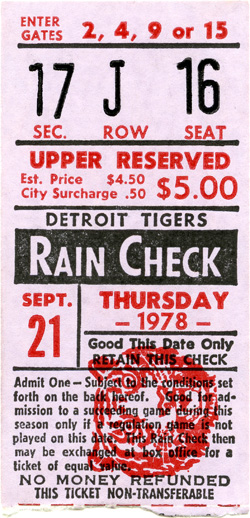 ENTER GATES 2, 4, 9 or 15
17 J 16
SEC. ROW SEAT
UPPER RESERVED
Est. Price $4.50
City Surcharge .50 $5.00
DETROIT TIGERS
RAIN CHECK
SEPT. 21
THURSDAY
— 1978 —
Good This Date Only
RETAIN THIS CHECK
Admit One — Subject to the conditions set
forth on the back hereof. Good for ad-
mission to a succeeding game during this
season only if a regulation game is not
played on this date. This Rain Check then
may be exchanged at box office for a
ticket of equal value.
NO MONEY REFUNDED
THIS TICKET NON-TRANSFERABLE